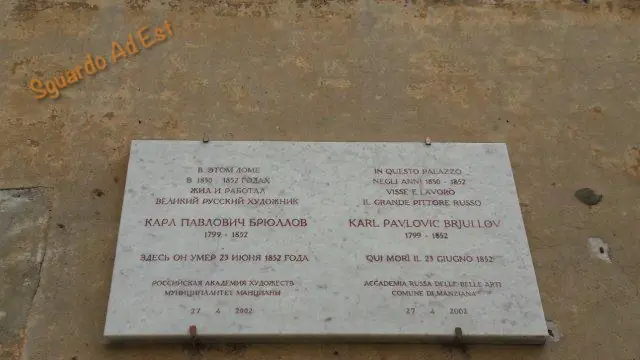 Sguardo Ad Est
В ЭТОМ ДОМЕ
В 1850 - 1852 ГОДАХ
ЖИЛ И РАБОТАЛ
ВЕЛИКИЙ РУССКИЙ ХУДОЖНИК
КАРЛ ПАВЛОВИЧ БРЮЛЛОВ
1799 - 1852
ЗДЕСЬ ОН УМЕР 23 ИЮНЯ 1852 ГОДА
РОССИЙСКАЯ АКАДЕМИЯ ХУДОЖЕСТВ
МУНИЦИПАЛИТЕТ МАНЦИАНЫ
27 4 2002
IN QUESTO PALAZZO
NEGLI ANNI 1850 - 1852
VISSE E LAVORÒ
IL GRANDE PITTORE RUSSO
KARL PAVLOVIC BRJULLOV
1799 - 1852
QUI MORÌ IL 23 GIUGNO 1852
ACCADEMIA RUSSA DELLE BELLE ARTI
COMUNE DI MANZIANA
27 4 2002